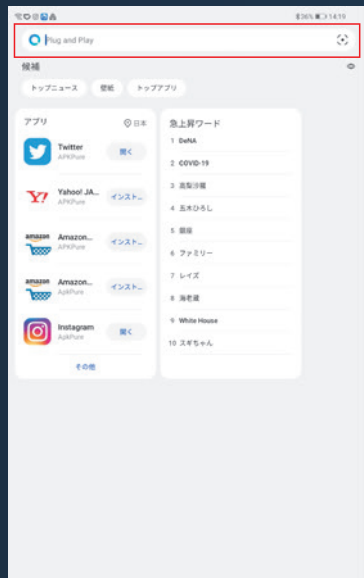 36% 14:19
Plug and Play
候補
トップニュース 壁紙 トップアプリ
アプリ 日本
Twitter
APKPure
開く
Yahoo! JA...
APKPure
インスト...
amazon
Amazon...
APKPure
インスト...
amazon
Amazon...
ApkPure
インスト...
Instagram
ApkPure
開く
その他
急上昇ワード
1 DeNA
2 COVID-19
3 高梨沙羅
4 五木ひろし
5 銀座
6 ファミリー
7 レイズ
8 海老蔵
9 White House
10 スギちゃん